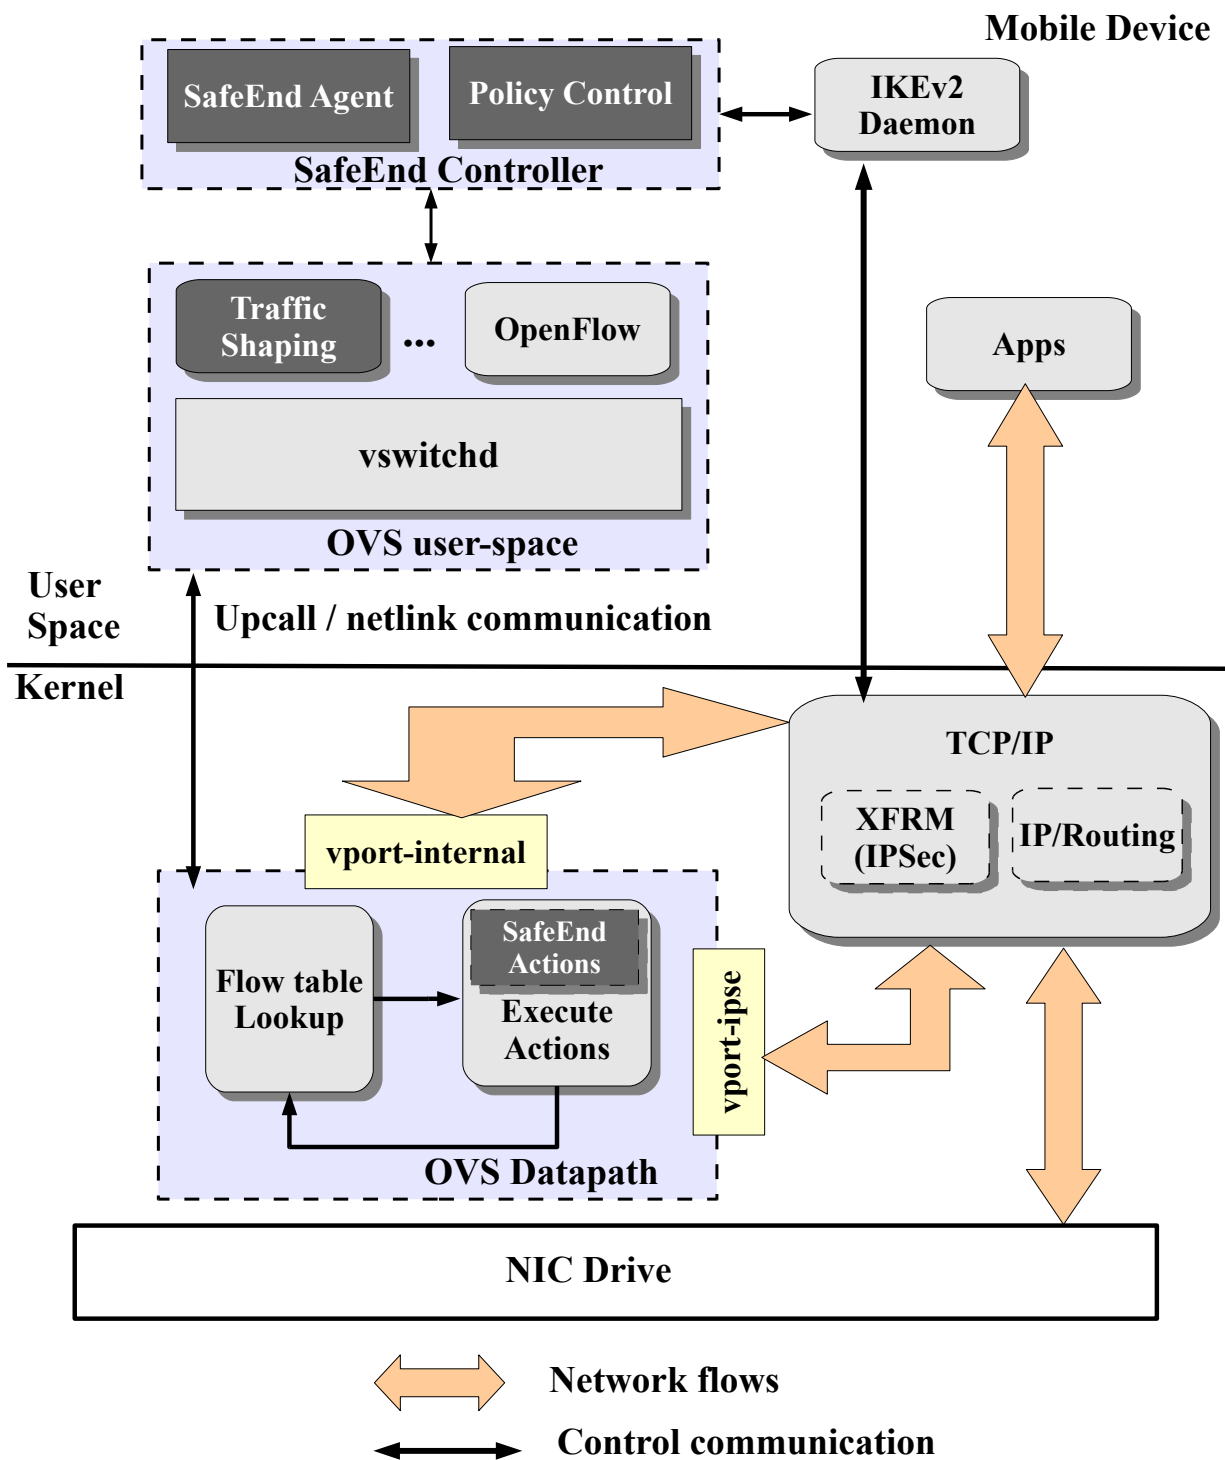 Mobile Device
SafeEnd Agent
Policy Control
SafeEnd Controller
IKEv2
Daemon
Traffic
Shaping
...
OpenFlow
vswitchd
OVS user-space
Apps
User
Space
Upcall / netlink communication
Kernel
TCP/IP
XFRM
(IPSec)
IP/Routing
vport-internal
Flow table
Lookup
SafeEnd
Actions
Execute
Actions
vport-ipse
OVS Datapath
NIC Drive
Network flows
Control communication